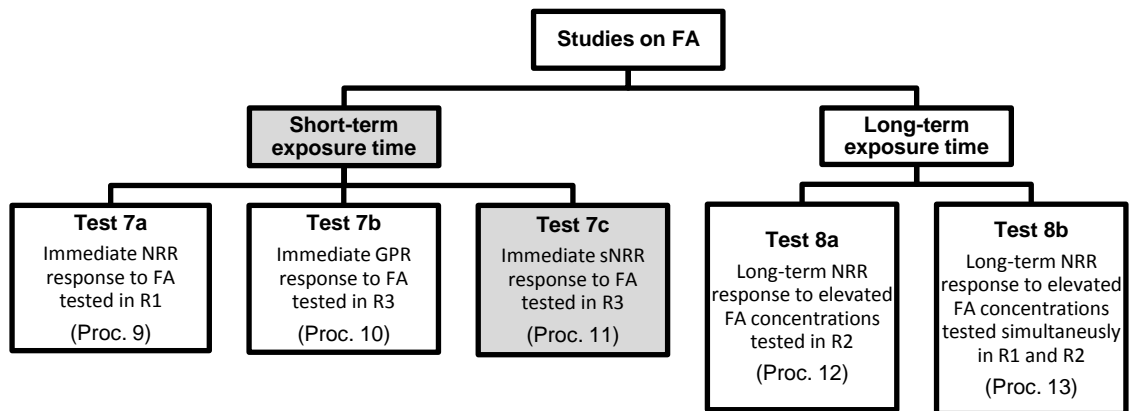 Studies on FA
Short-term
exposure time
Long-term
exposure time
Test 7a
Immediate NRR
response to FA
tested in R1
(Proc. 9)
Test 7b
Immediate GPR
response to FA
tested in R3
(Proc. 10)
Test 7c
Immediate sNRR
response to FA
tested in R3
(Proc. 11)
Test 8a
Long-term NRR
response to elevated
FA concentrations
tested in R2
(Proc. 12)
Test 8b
Long-term NRR
response to elevated
FA concentrations
tested simultaneusly
in R1 and R2
(Proc. 13)